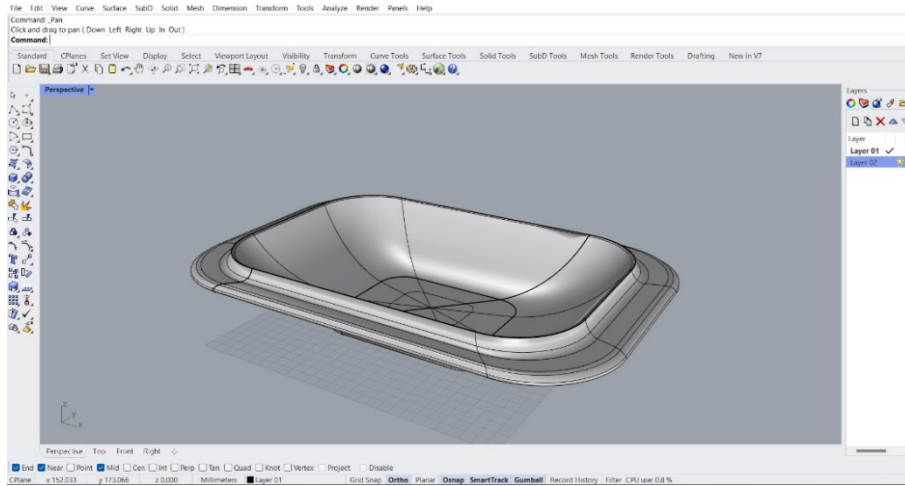 File Edit View Curve Surface SubD Solid Mesh Dimension Transform Tools Analyze Render Panels Help
Command: _Pan
Click and drag to pan ( Down Left Right Up In Out )
Command:
Standard CPlanes Set View Display Select Viewport Layout Visibility Transform Curve Tools Surface Tools Solid Tools SubD Tools Mesh Tools Render Tools Drafting New in V7
Perspective
Layers
Layer
Layer 01
Layer 02
z
y
x
Perspective Top Front Right
End Near Point Mid Cen Int Perp Tan Quad Knot Vertex Project Disable
CPlane x 152.033 y 173.066 z 0.000 Millimeters Layer 01 Grid Snap Ortho Planar Osnap SmartTrack Gumball Record History Filter CPU use: 0.8 %